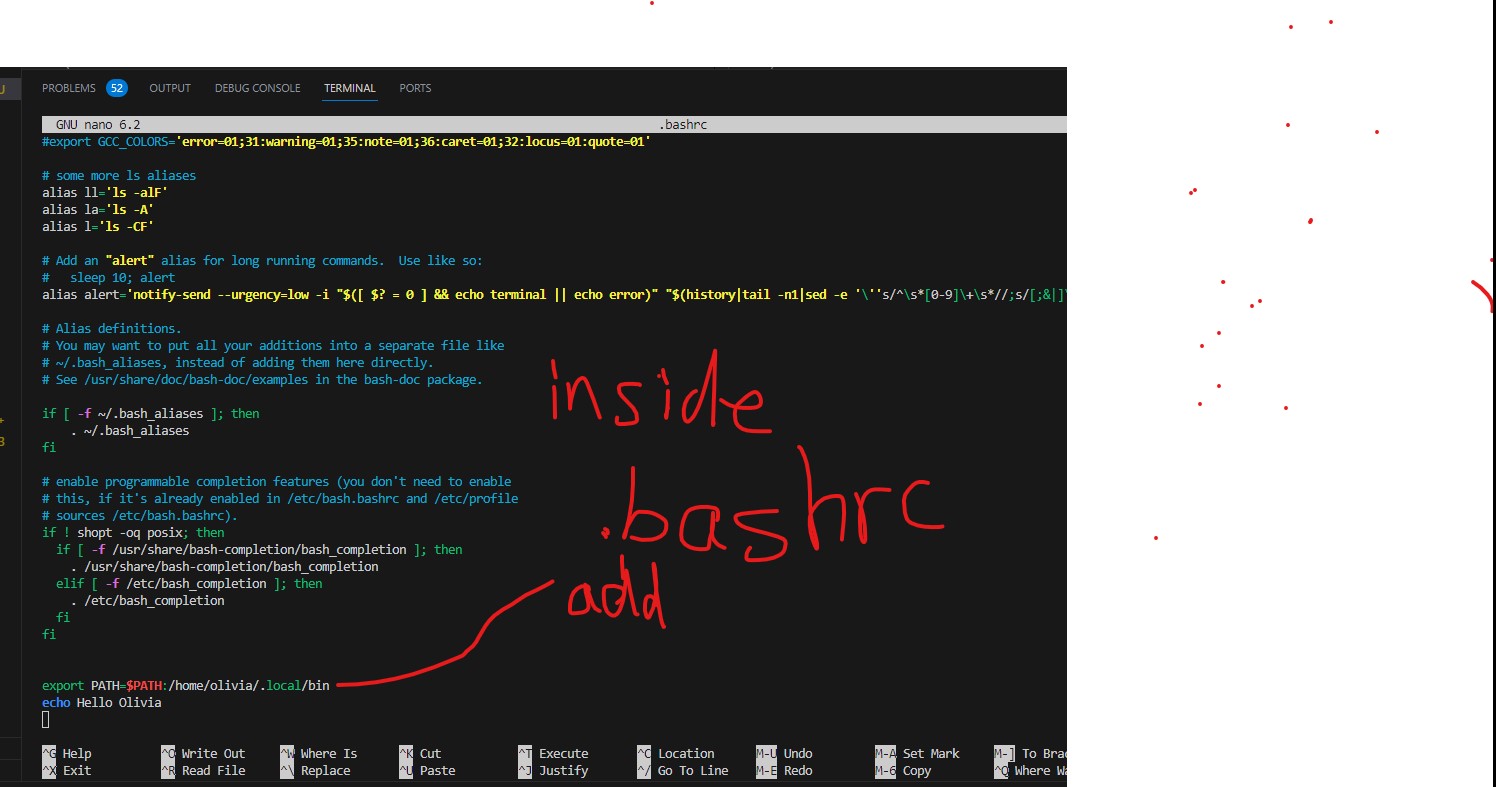 U
PROBLEMS 52 OUTPUT DEBUG CONSOLE TERMINAL PORTS
GNU nano 6.2 .bashrc
#export GCC_COLORS='error=01;31:warning=01;35:note=01;36:caret=01;32:locus=01:quote=01'
# some more ls aliases
alias ll='ls -alF'
alias la='ls -A'
alias l='ls -CF'
# Add an "alert" alias for long running commands.  Use like so:
#   sleep 10; alert
alias alert='notify-send --urgency=low -i "$([ $? = 0 ] && echo terminal || echo error)" "$(history|tail -n1|sed -e '\''s/^\s*[0-9]\+\s*//;s/[;&|]\
# Alias definitions.
# You may want to put all your additions into a separate file like
# ~/.bash_aliases, instead of adding them here directly.
# See /usr/share/doc/bash-doc/examples in the bash-doc package.
inside
if [ -f ~/.bash_aliases ]; then
    . ~/.bash_aliases
fi
+
3
# enable programmable completion features (you don't need to enable
# this, if it's already enabled in /etc/bash.bashrc and /etc/profile
# sources /etc/bash.bashrc).
.bashrc
if ! shopt -oq posix; then
  if [ -f /usr/share/bash-completion/bash_completion ]; then
    . /usr/share/bash-completion/bash_completion
  elif [ -f /etc/bash_completion ]; then
    . /etc/bash_completion
  fi
fi
add
export PATH=$PATH:/home/olivia/.local/bin
echo Hello Olivia
^G Help ^O Write Out ^W Where Is ^K Cut ^T Execute ^C Location M-U Undo M-A Set Mark M-] To Brac
^X Exit ^R Read File ^\ Replace ^U Paste ^J Justify ^/ Go To Line M-E Redo M-6 Copy ^Q Where Wa